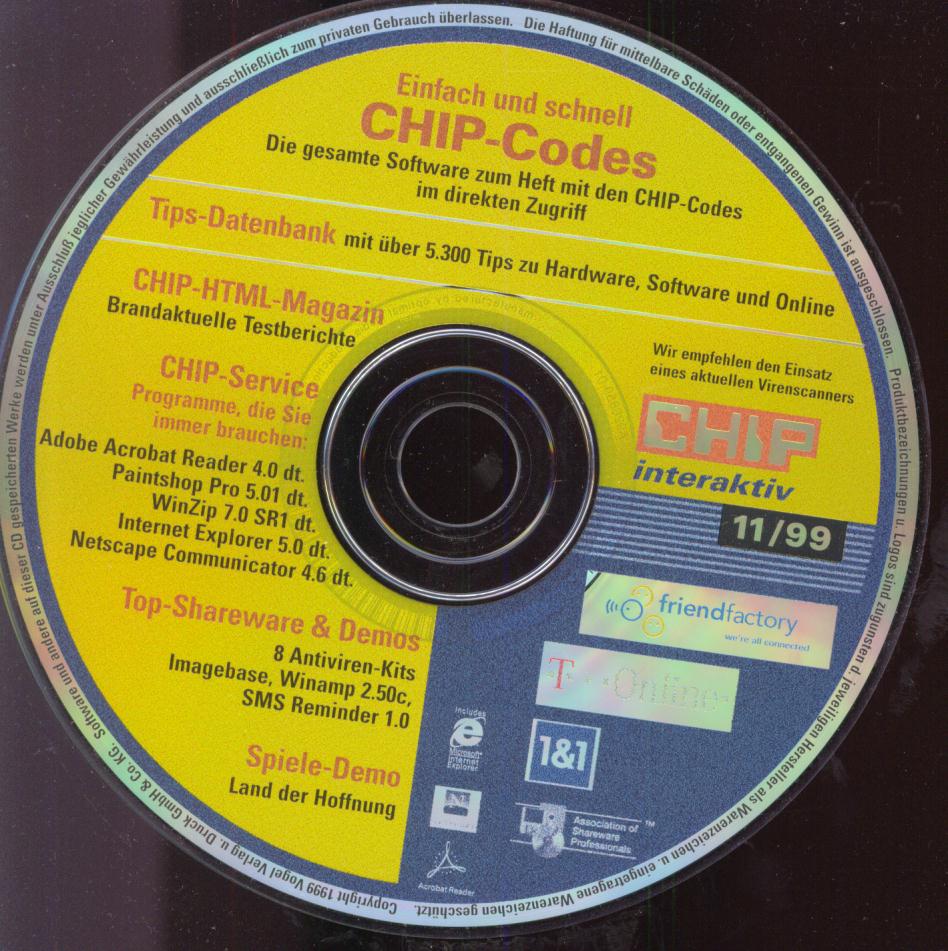 Einfach und schnell
CHIP-Codes
Die gesamte Software zum Heft mit den CHIP-Codes
im direkten Zugriff
Tips-Datenbank mit über 5.300 Tips zu Hardware, Software und Online
CHIP-HTML-Magazin
Brandaktuelle Testberichte
CHIP-Service
Programme, die Sie
immer brauchen:
Adobe Acrobat Reader 4.0 dt.
Paintshop Pro 5.01 dt.
WinZip 7.0 SR1 dt.
Internet Explorer 5.0 dt.
Netscape Communicator 4.6 dt.
Top-Shareware & Demos
8 Antiviren-Kits
Imagebase, Winamp 2.50c,
SMS Reminder 1.0
Spiele-Demo
Land der Hoffnung
Wir empfehlen den Einsatz
eines aktuellen Virenscanners
CHIP
interaktiv
11/99
friendfactory
we're all connected
T Online
includes
Microsoft
Internet
Explorer
1&1
N
Association of
Shareware
Professionals
™
Acrobat Reader
Copyright 1999 Vogel Verlag u. Druck GmbH & Co. KG. Software und andere auf dieser CD gespeicherten Werke werden unter Ausschluß jeglicher Gewährleistung und ausschließlich zum privaten Gebrauch überlassen. Die Haftung für mittelbare Schäden oder entgangenen Gewinn ist ausgeschlossen. Produktbezeichnungen u. Logos sind zugunsten d. jeweiligen Hersteller als Warenzeichen u. eingetragene Warenzeichen geschützt.
manufactured by optimal